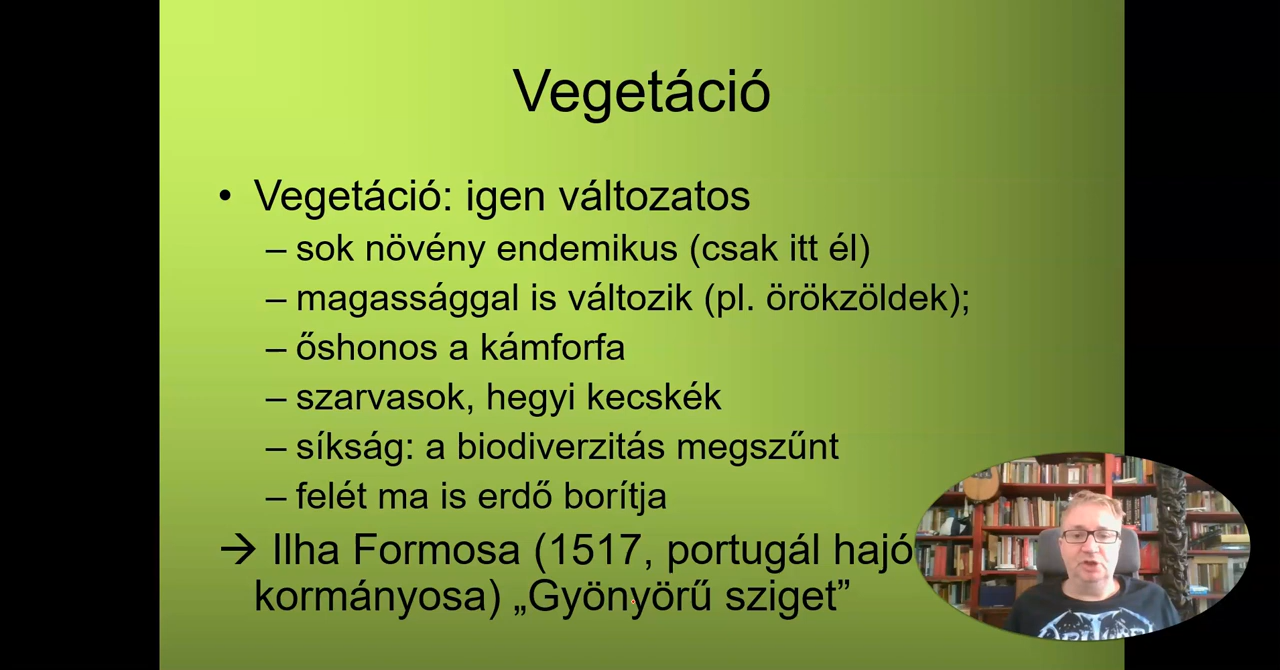 Vegetáció
• Vegetáció: igen változatos
– sok növény endemikus (csak itt él)
– magassággal is változik (pl. örökzöldek);
– őshonos a kámforfa
– szarvasok, hegyi kecskék
– síkság: a biodiverzitás megszűnt
– felét ma is erdő borítja
→ Ilha Formosa (1517, portugál hajó
kormányosa) „Gyönyörű sziget”